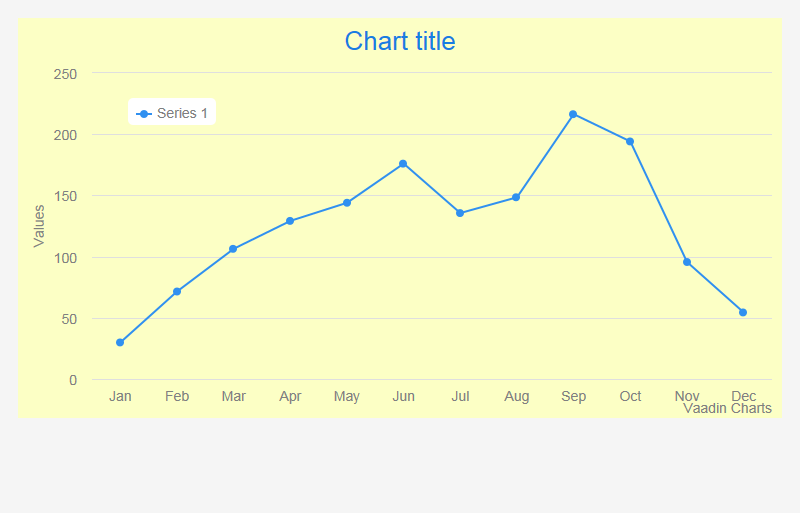 Chart title
250
Series 1
200
150
Values
100
50
0
Jan Feb Mar Apr May Jun Jul Aug Sep Oct Nov Dec
Vaadin Charts